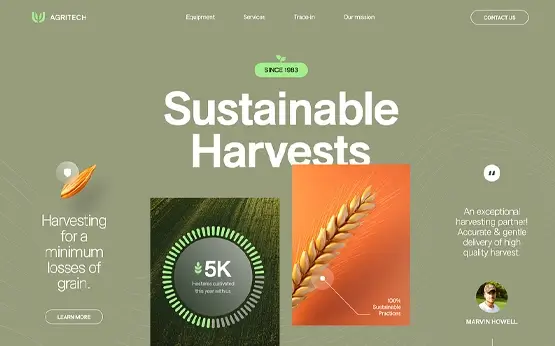 AGRITECH
Equipment
Services
Trade-in
Our mission
CONTACT US
SINCE 1983
Sustainable
Harvests
Harvesting
for a
minimum
losses of
grain.
LEARN MORE
5K
Hectares cultivated
this year with us
100%
Sustainable
Practices
"
An exceptional
harvesting partner!
Accurate & gentle
delivery of high
quality harvest.
MARVIN HOWELL.